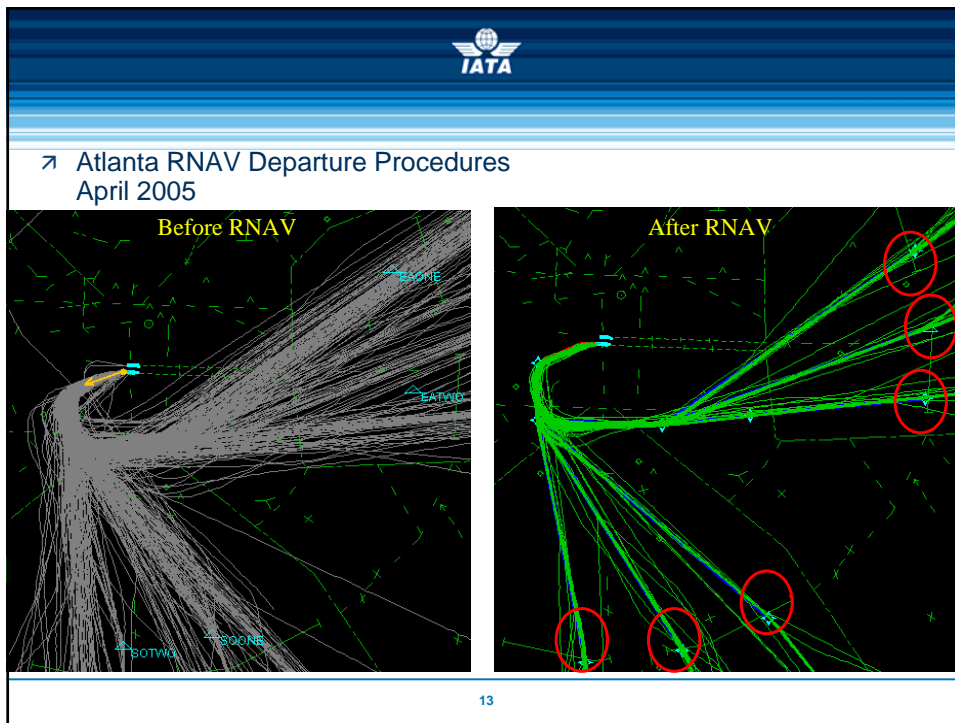 IATA
Atlanta RNAV Departure Procedures
April 2005
Before RNAV
After RNAV
EAONE
EATWO
SOONE
SOTWO
13